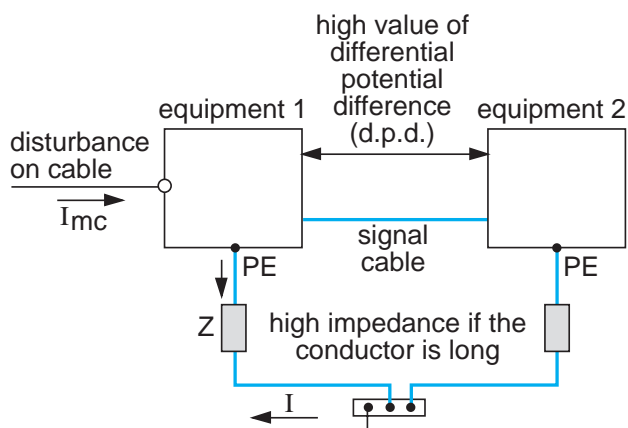 high value of
differential
potential
difference
(d.p.d.)
equipment 1
equipment 2
disturbance
on cable
Imc
signal
cable
PE
PE
Z
high impedance if the
conductor is long
I